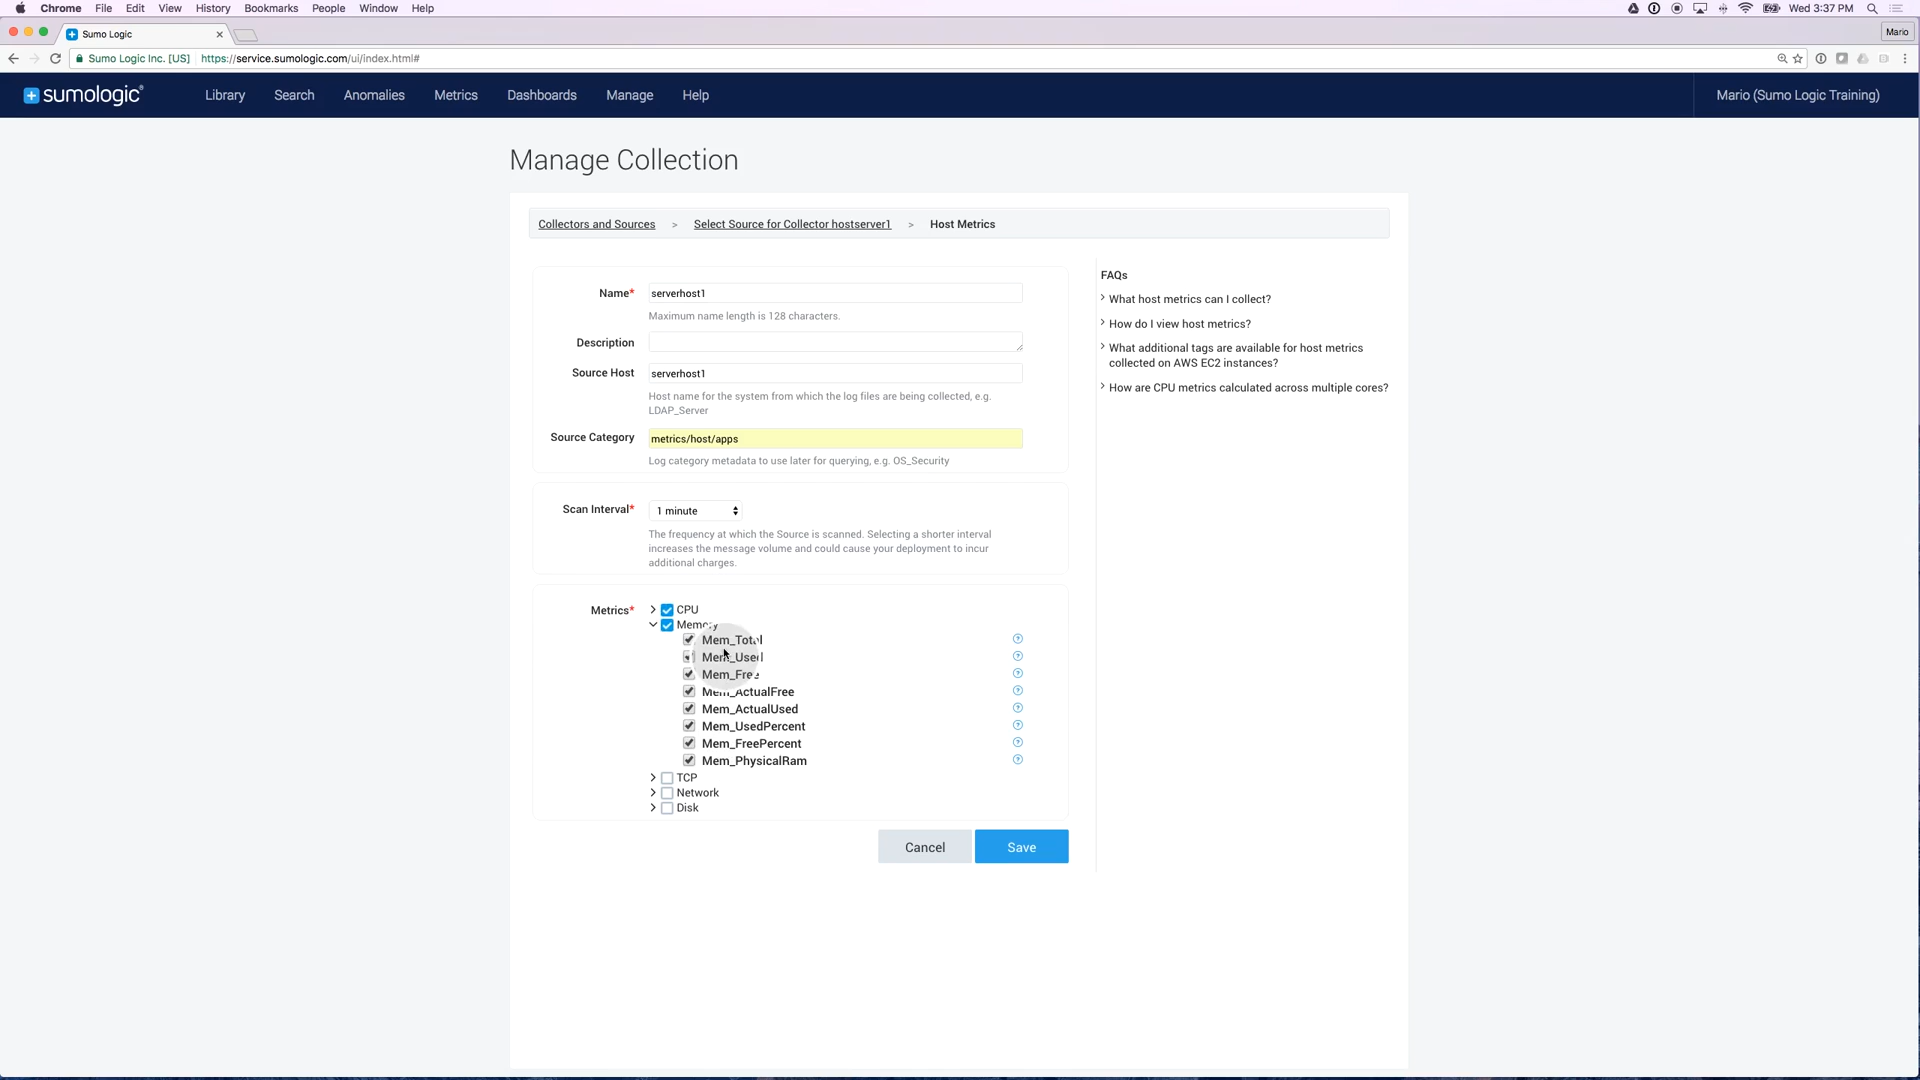 Chrome File Edit View History Bookmarks People Window Help Wed 3:37 PM
Sumo Logic Mario
Sumo Logic Inc. [US] https://service.sumologic.com/ui/index.html#
sumologic Library Search Anomalies Metrics Dashboards Manage Help Mario (Sumo Logic Training)
Manage Collection
Collectors and Sources > Select Source for Collector hostserver1 > Host Metrics
Name* serverhost1
Maximum name length is 128 characters.
Description
Source Host serverhost1
Host name for the system from which the log files are being collected, e.g.
LDAP_Server
Source Category metrics/host/apps
Log category metadata to use later for querying, e.g. OS_Security
Scan Interval* 1 minute
The frequency at which the Source is scanned. Selecting a shorter interval
increases the message volume and could cause your deployment to incur
additional charges.
Metrics* CPU
Memory
Mem_Total
Mem_Used
Mem_Free
Mem_ActualFree
Mem_ActualUsed
Mem_UsedPercent
Mem_FreePercent
Mem_PhysicalRam
TCP
Network
Disk
Cancel Save
FAQs
What host metrics can I collect?
How do I view host metrics?
What additional tags are available for host metrics
collected on AWS EC2 instances?
How are CPU metrics calculated across multiple cores?